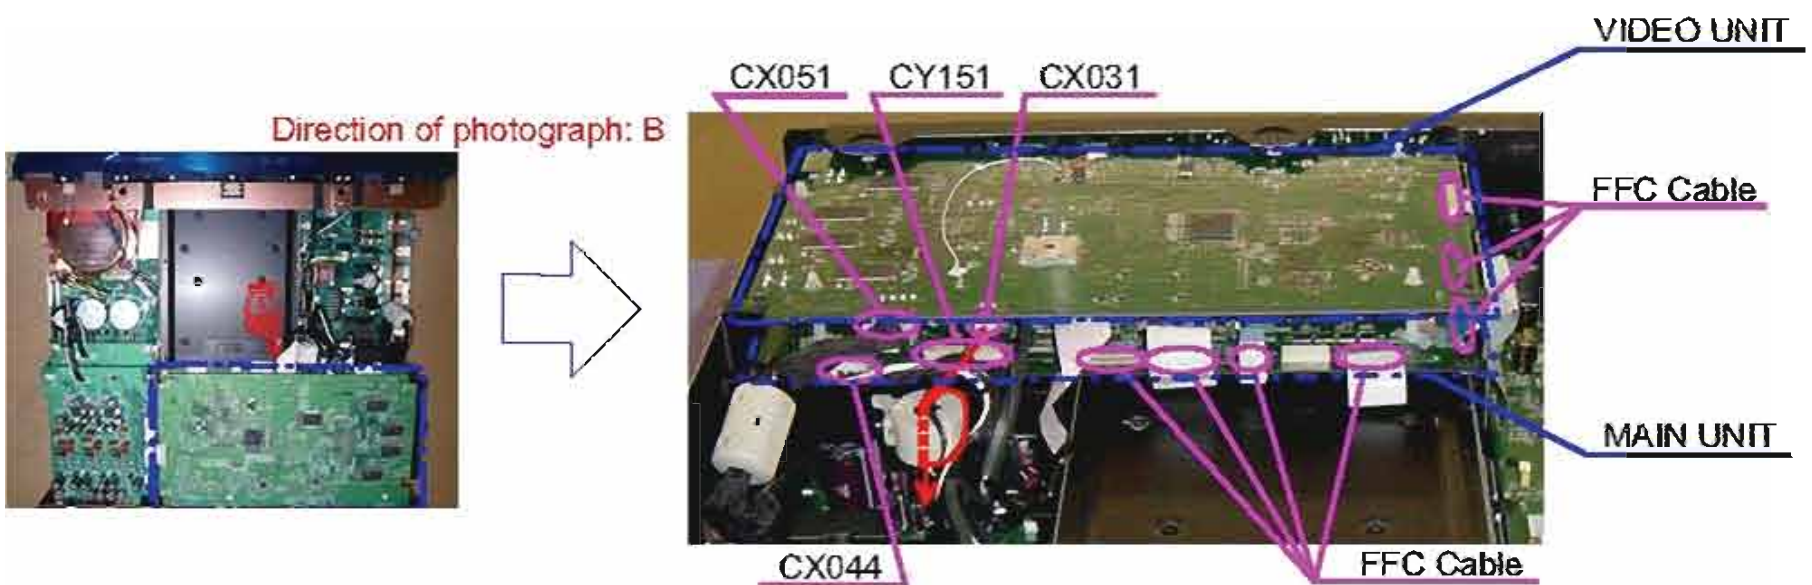 VIDEO UNIT
CX051
CY151
CX031
Direction of photograph: B
FFC Cable
MAIN UNIT
CX044
FFC Cable